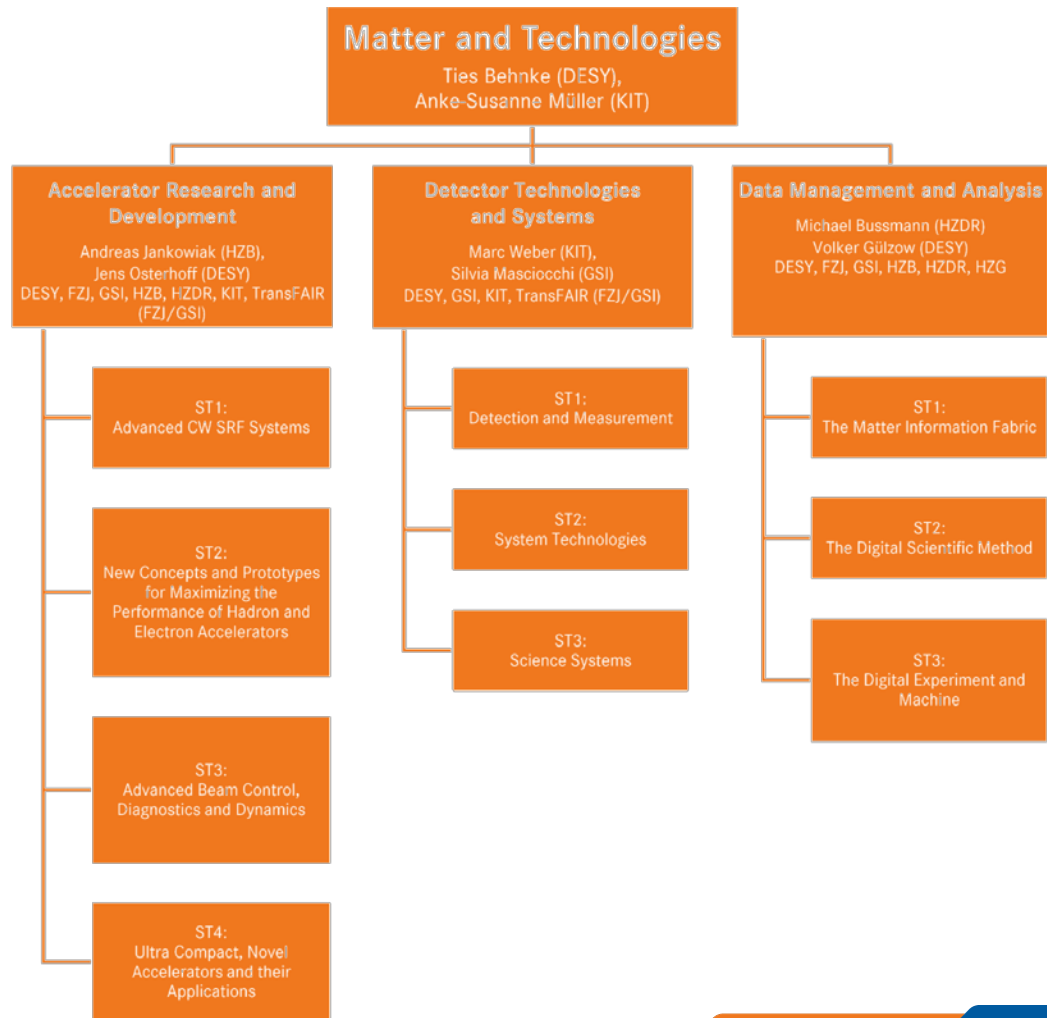 Matter and Technologies
Ties Behnke (DESY),
Anke-Susanne Müller (KIT)
Accelerator Research and
Development
Andreas Jankowiak (HZB),
Jens Osterhoff (DESY)
DESY, FZJ, GSI, HZB, HZDR, KIT, TransFAIR
(FZJ/GSI)
ST1:
Advanced CW SRF Systems
ST2:
New Concepts and Prototypes
for Maximizing the
Performance of Hadron and
Electron Accelerators
ST3:
Advanced Beam Control,
Diagnostics and Dynamics
ST4:
Ultra Compact, Novel
Accelerators and their
Applications
Detector Technologies
and Systems
Marc Weber (KIT),
Silvia Masciocchi (GSI)
DESY, GSI, KIT, TransFAIR (FZJ/GSI)
ST1:
Detection and Measurement
ST2:
System Technologies
ST3:
Science Systems
Data Management and Analysis
Michael Bussmann (HZDR)
Volker Gülzow (DESY)
DESY, FZJ, GSI, HZB, HZDR, HZG
ST1:
The Matter Information Fabric
ST2:
The Digital Scientific Method
ST3:
The Digital Experiment and
Machine